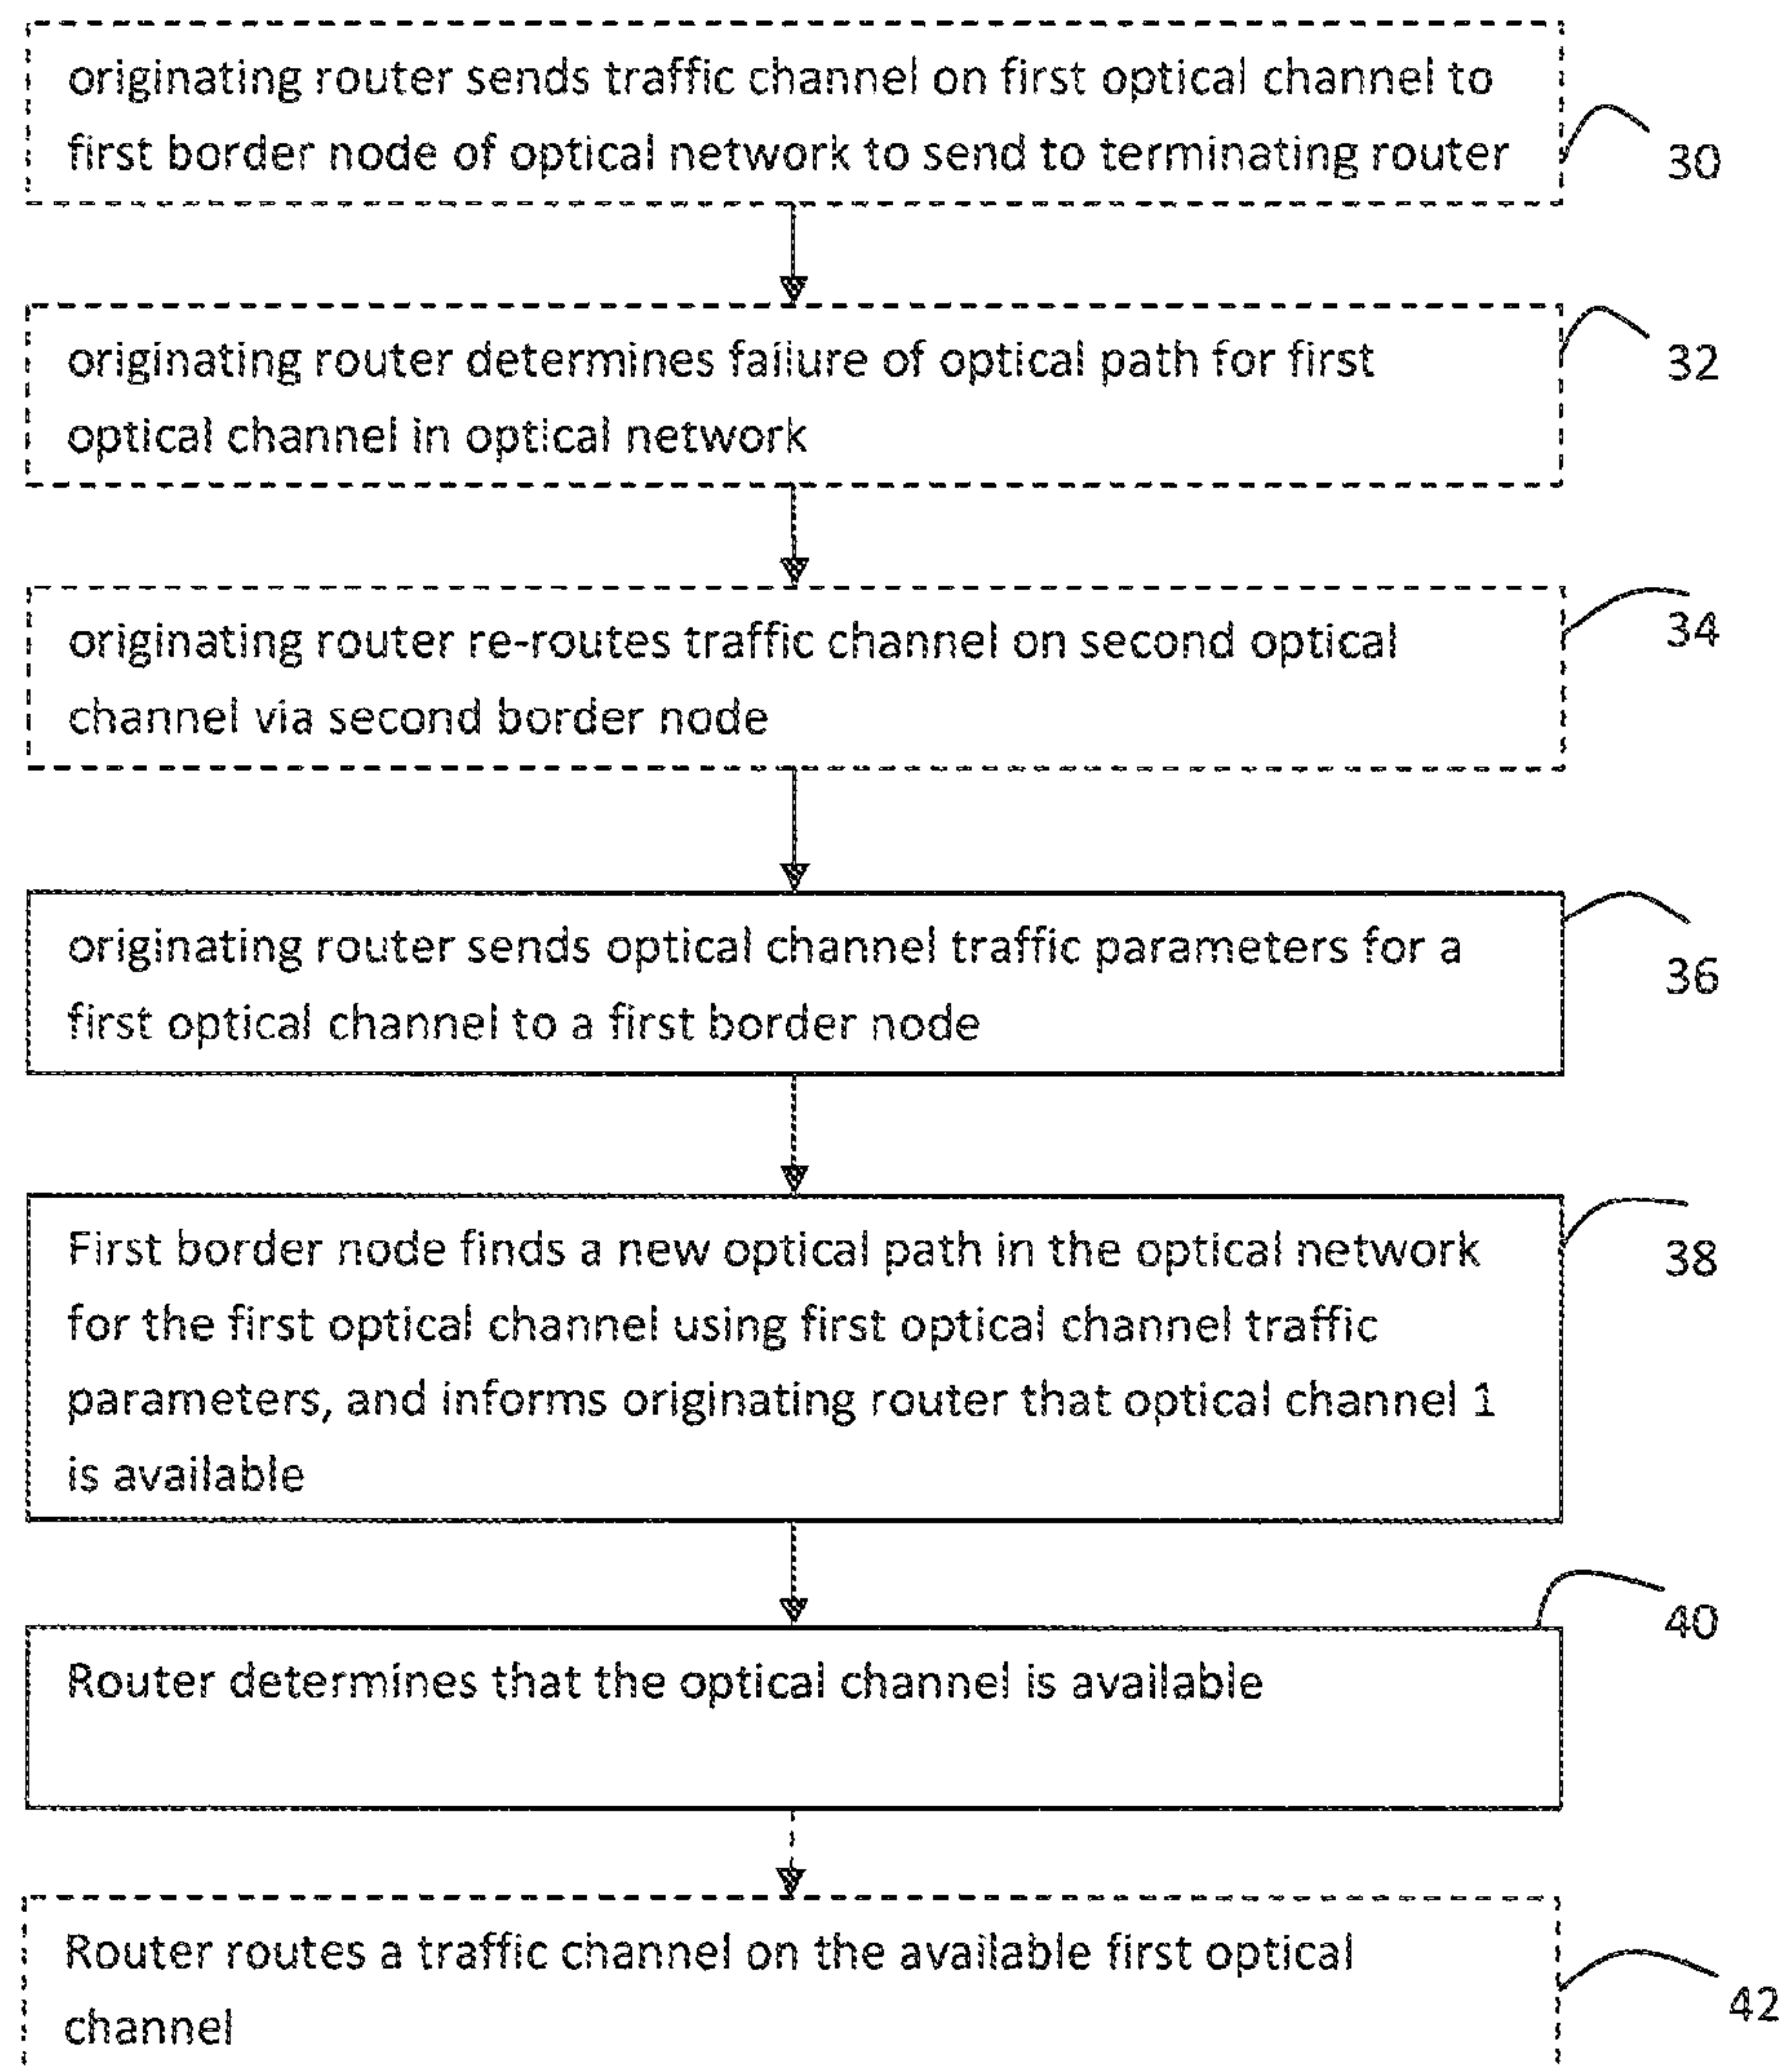 originating router sends traffic channel on first optical channel to
first border node of optical network to send to terminating router
30
originating router determines failure of optical path for first
optical channel in optical network
32
originating router re-routes traffic channel on second optical
channel via second border node
34
originating router sends optical channel traffic parameters for a
first optical channel to a first border node
36
First border node finds a new optical path in the optical network
for the first optical channel using first optical channel traffic
parameters, and informs originating router that optical channel 1
is available
38
Router determines that the optical channel is available
40
Router routes a traffic channel on the available first optical
channel
42